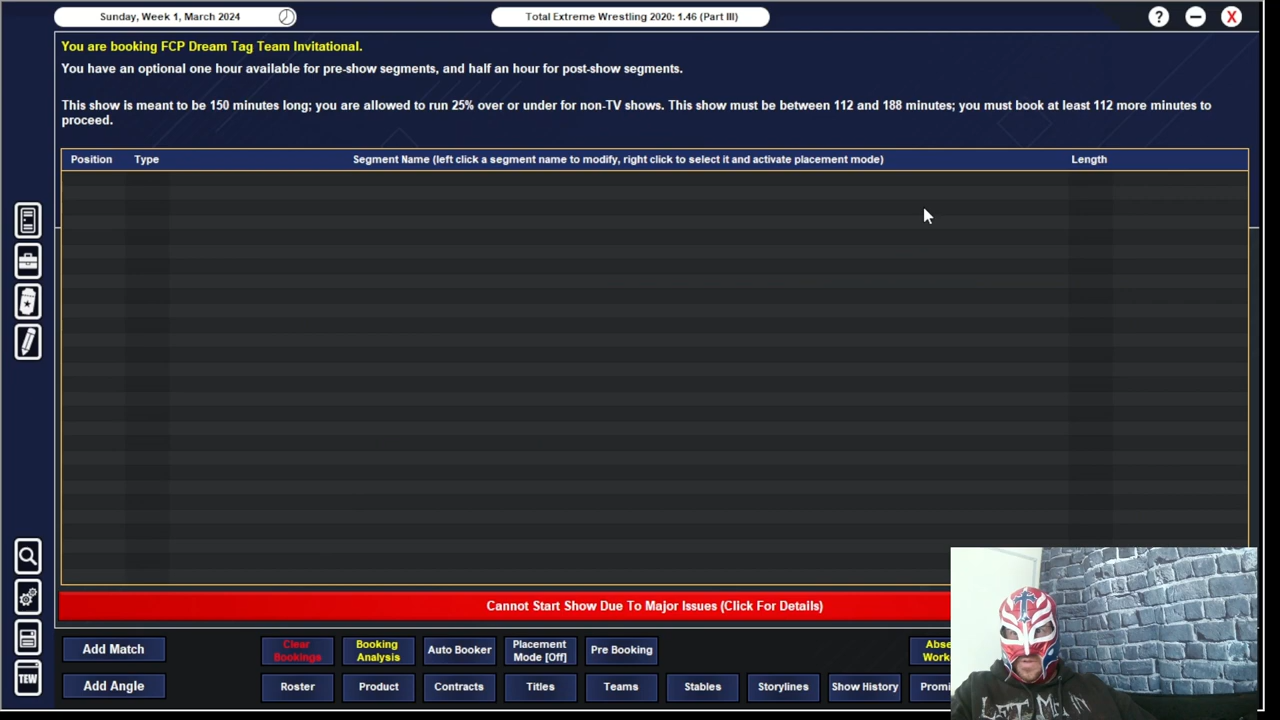 Sunday, Week 1, March 2024
Total Extreme Wrestling 2020: 1.46 (Part III)
?
X
You are booking FCP Dream Tag Team Invitational.
You have an optional one hour available for pre-show segments, and half an hour for post-show segments.
This show is meant to be 150 minutes long; you are allowed to run 25% over or under for non-TV shows. This show must be between 112 and 188 minutes; you must book at least 112 more minutes to
proceed.
Position Type Segment Name (left click a segment name to modify, right click to select it and activate placement mode) Length
Cannot Start Show Due To Major Issues (Click For Details)
Add Match
Clear
Bookings
Booking
Analysis
Auto Booker
Placement
Mode [Off]
Pre Booking
Abse
Work
TEW
Add Angle
Roster
Product
Contracts
Titles
Teams
Stables
Storylines
Show History
Promi
LET ME IN